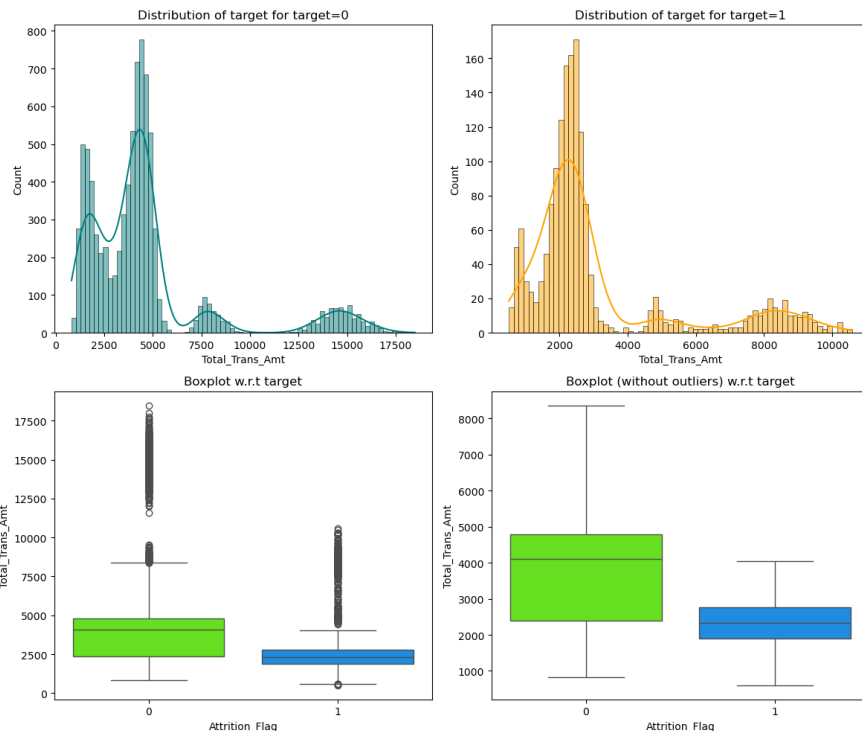 Distribution of target for target=0
800
700
600
500
400
300
200
100
0
Count
0 2500 5000 7500 10000 12500 15000 17500
Total_Trans_Amt
Distribution of target for target=1
160
140
120
100
80
60
40
20
0
Count
2000 4000 6000 8000 10000
Total_Trans_Amt
Boxplot w.r.t target
17500
15000
12500
10000
7500
5000
2500
0
Total_Trans_Amt
0 1
Attrition_Flag
Boxplot (without outliers) w.r.t target
8000
7000
6000
5000
4000
3000
2000
1000
Total_Trans_Amt
0 1
Attrition_Flag